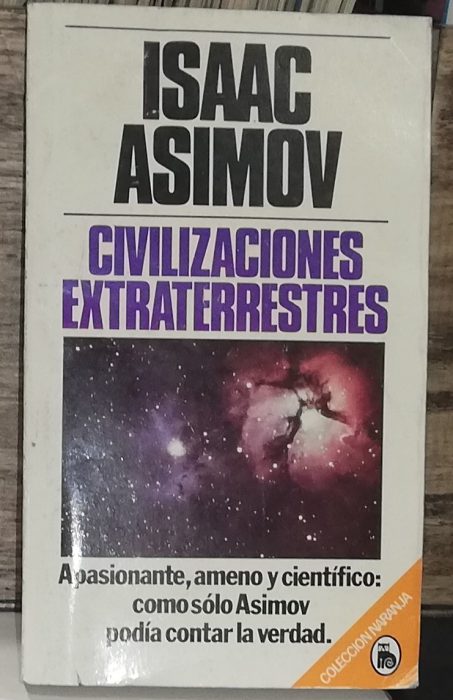 ISAAC
ASIMOV
CIVILIZACIONES
EXTRATERRESTRES
Apasionante, ameno y científico:
como sólo Asimov
podía contar la verdad.
COLECCION NARANJA